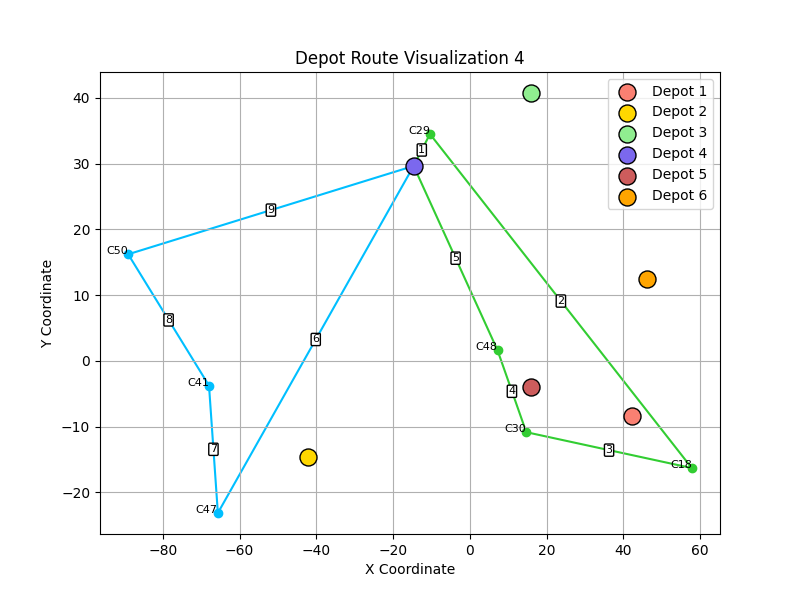 Depot Route Visualization 4
Depot 1
Depot 2
Depot 3
Depot 4
Depot 5
Depot 6
C29
1
9
C50
5
2
8
6
C48
C41
4
C30
7
3
C18
C47
40
30
20
10
0
−10
−20
−80
−60
−40
−20
0
20
40
60
X Coordinate
Y Coordinate